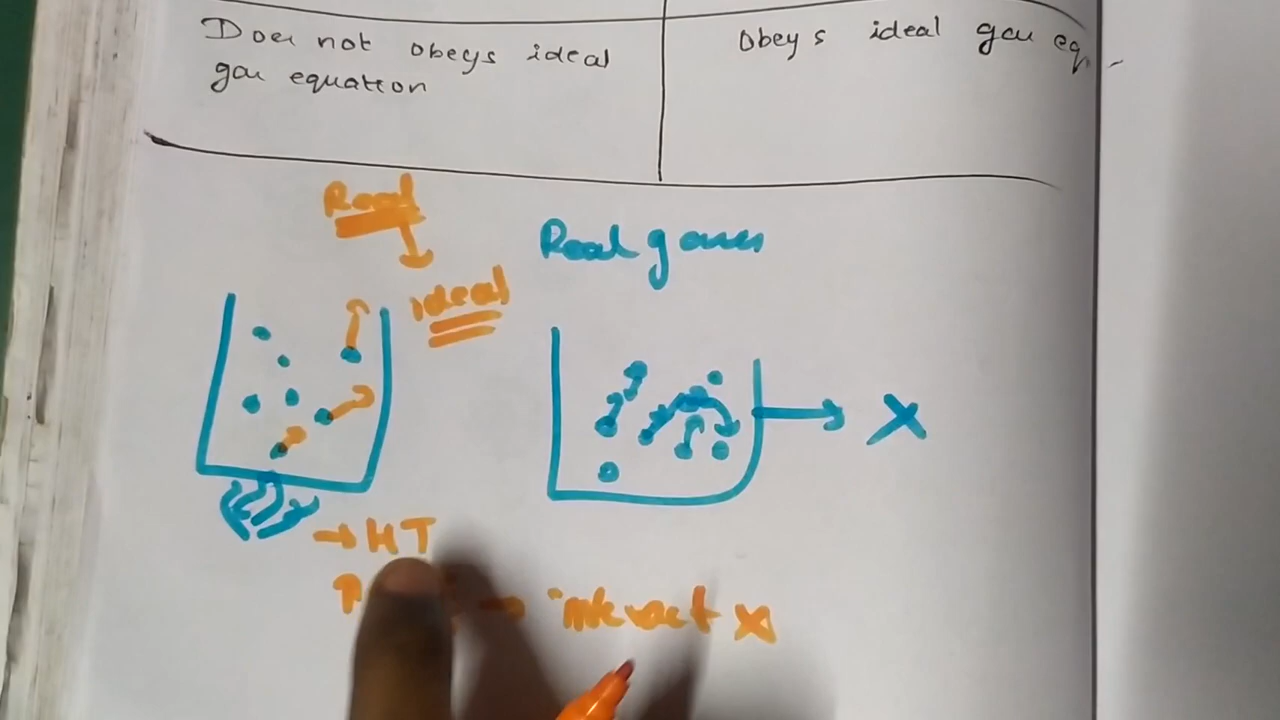 Does not obeys ideal
gas equation
Obeys ideal gas eq.
Real
ideal
Real gases
X
→ HT
↑
→ interact X